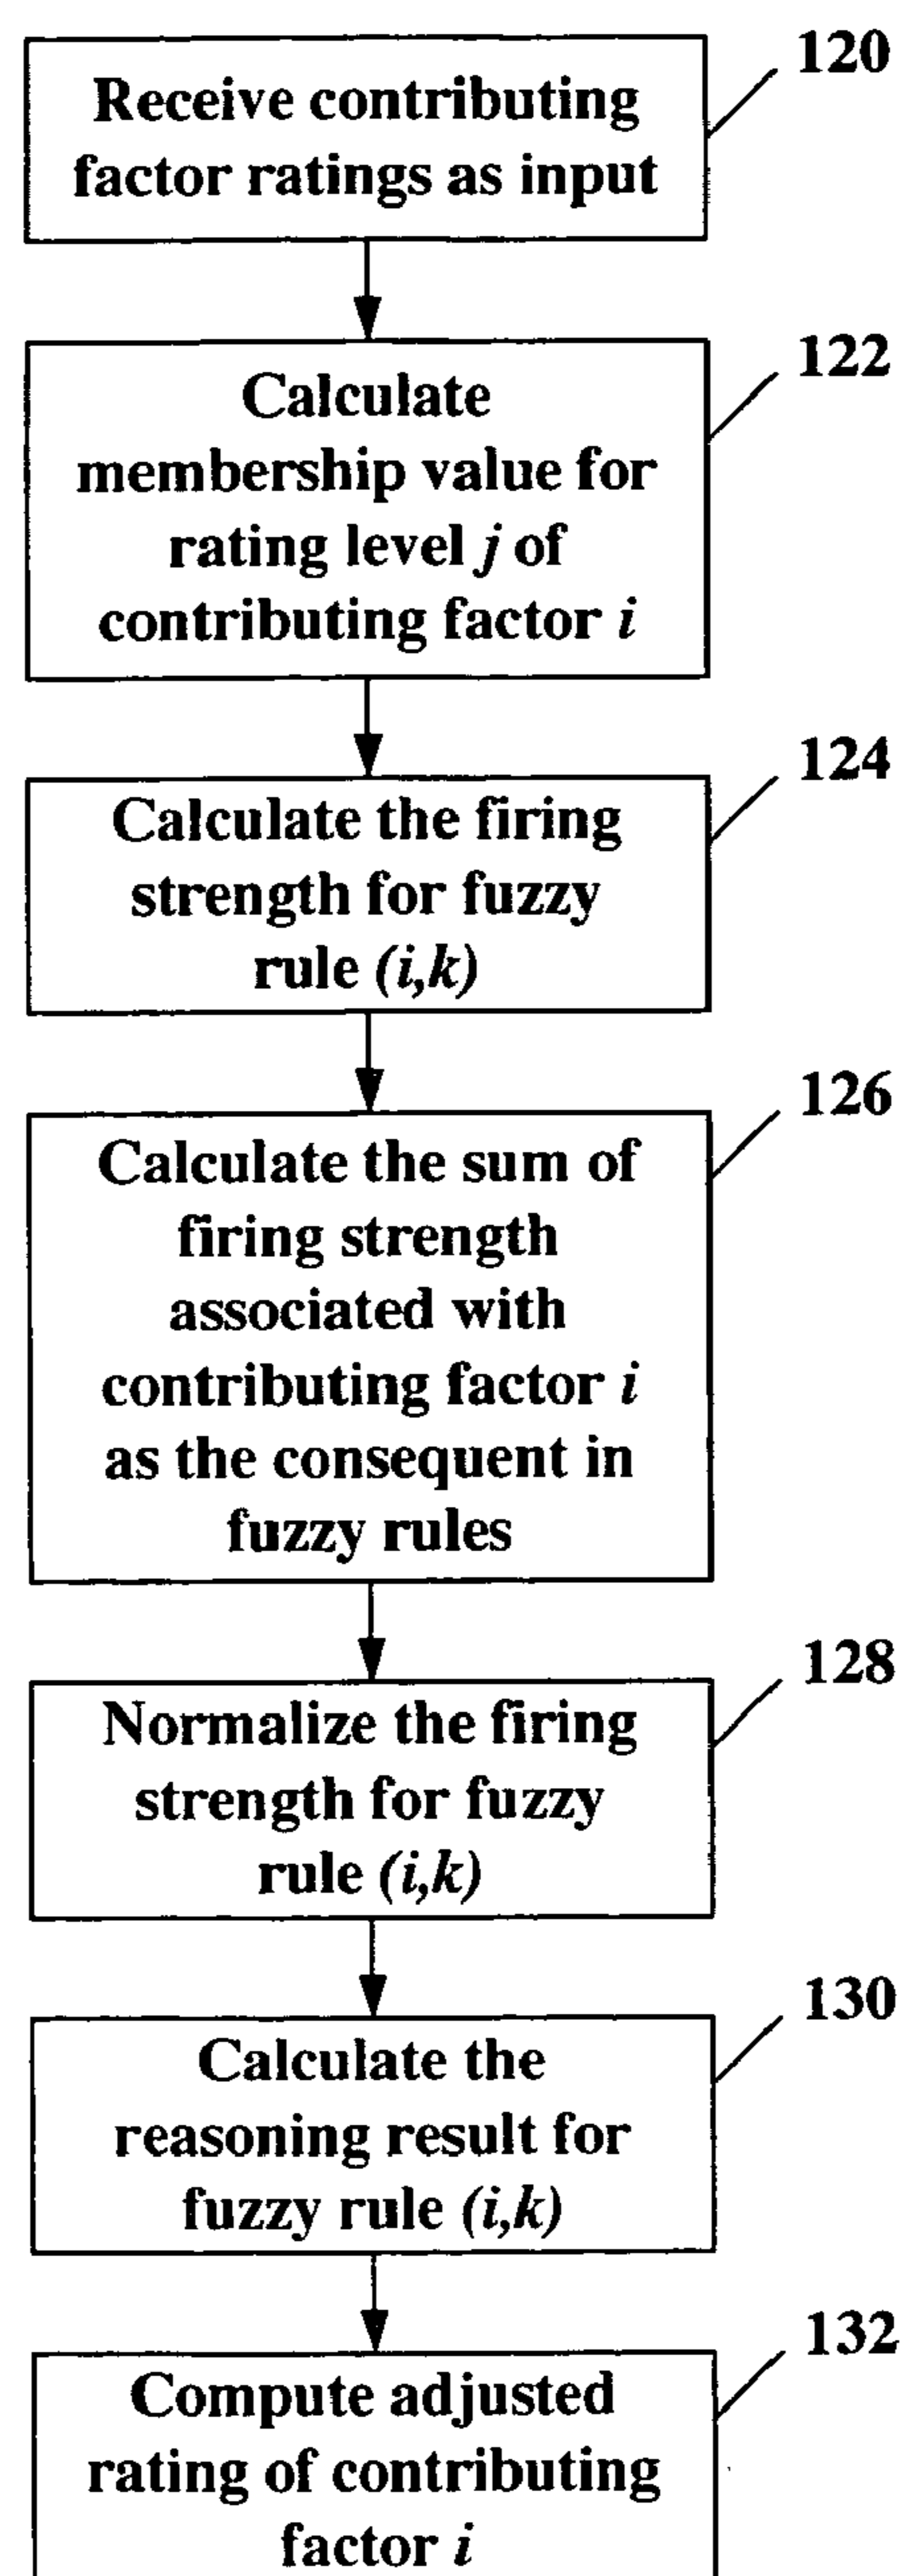 120
Receive contributing
factor ratings as input
122
Calculate
membership value for
rating level j of
contributing factor i
124
Calculate the firing
strength for fuzzy
rule (i,k)
126
Calculate the sum of
firing strength
associated with
contributing factor i
as the consequent in
fuzzy rules
128
Normalize the firing
strength for fuzzy
rule (i,k)
130
Calculate the
reasoning result for
fuzzy rule (i,k)
132
Compute adjusted
rating of contributing
factor i